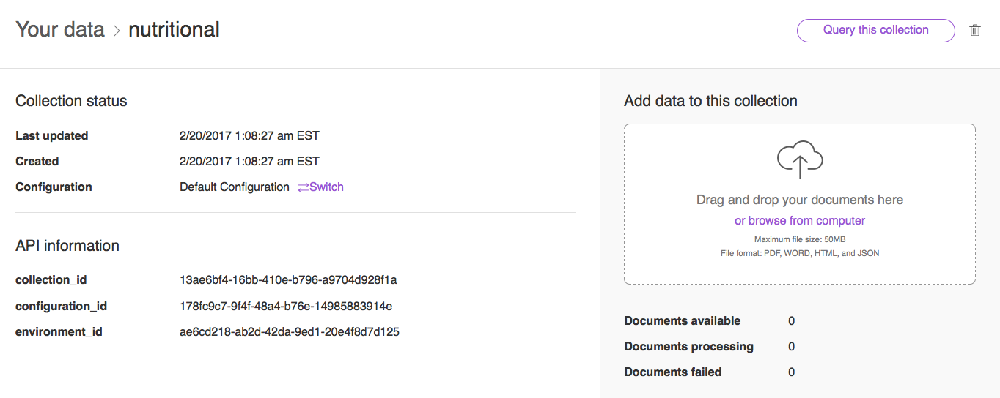 Your data > nutritional
Query this collection
Collection status
Last updated 2/20/2017 1:08:27 am EST
Created 2/20/2017 1:08:27 am EST
Configuration Default Configuration ⇄Switch
API information
collection_id 13ae6bf4-16bb-410e-b796-a9704d928f1a
configuration_id 178fc9c7-9f4f-48a4-b76e-14985883914e
environment_id ae6cd218-ab2d-42da-9ed1-20e4f8d7d125
Add data to this collection
Drag and drop your documents here
or browse from computer
Maximum file size: 50MB
File format: PDF, WORD, HTML, and JSON
Documents available 0
Documents processing 0
Documents failed 0